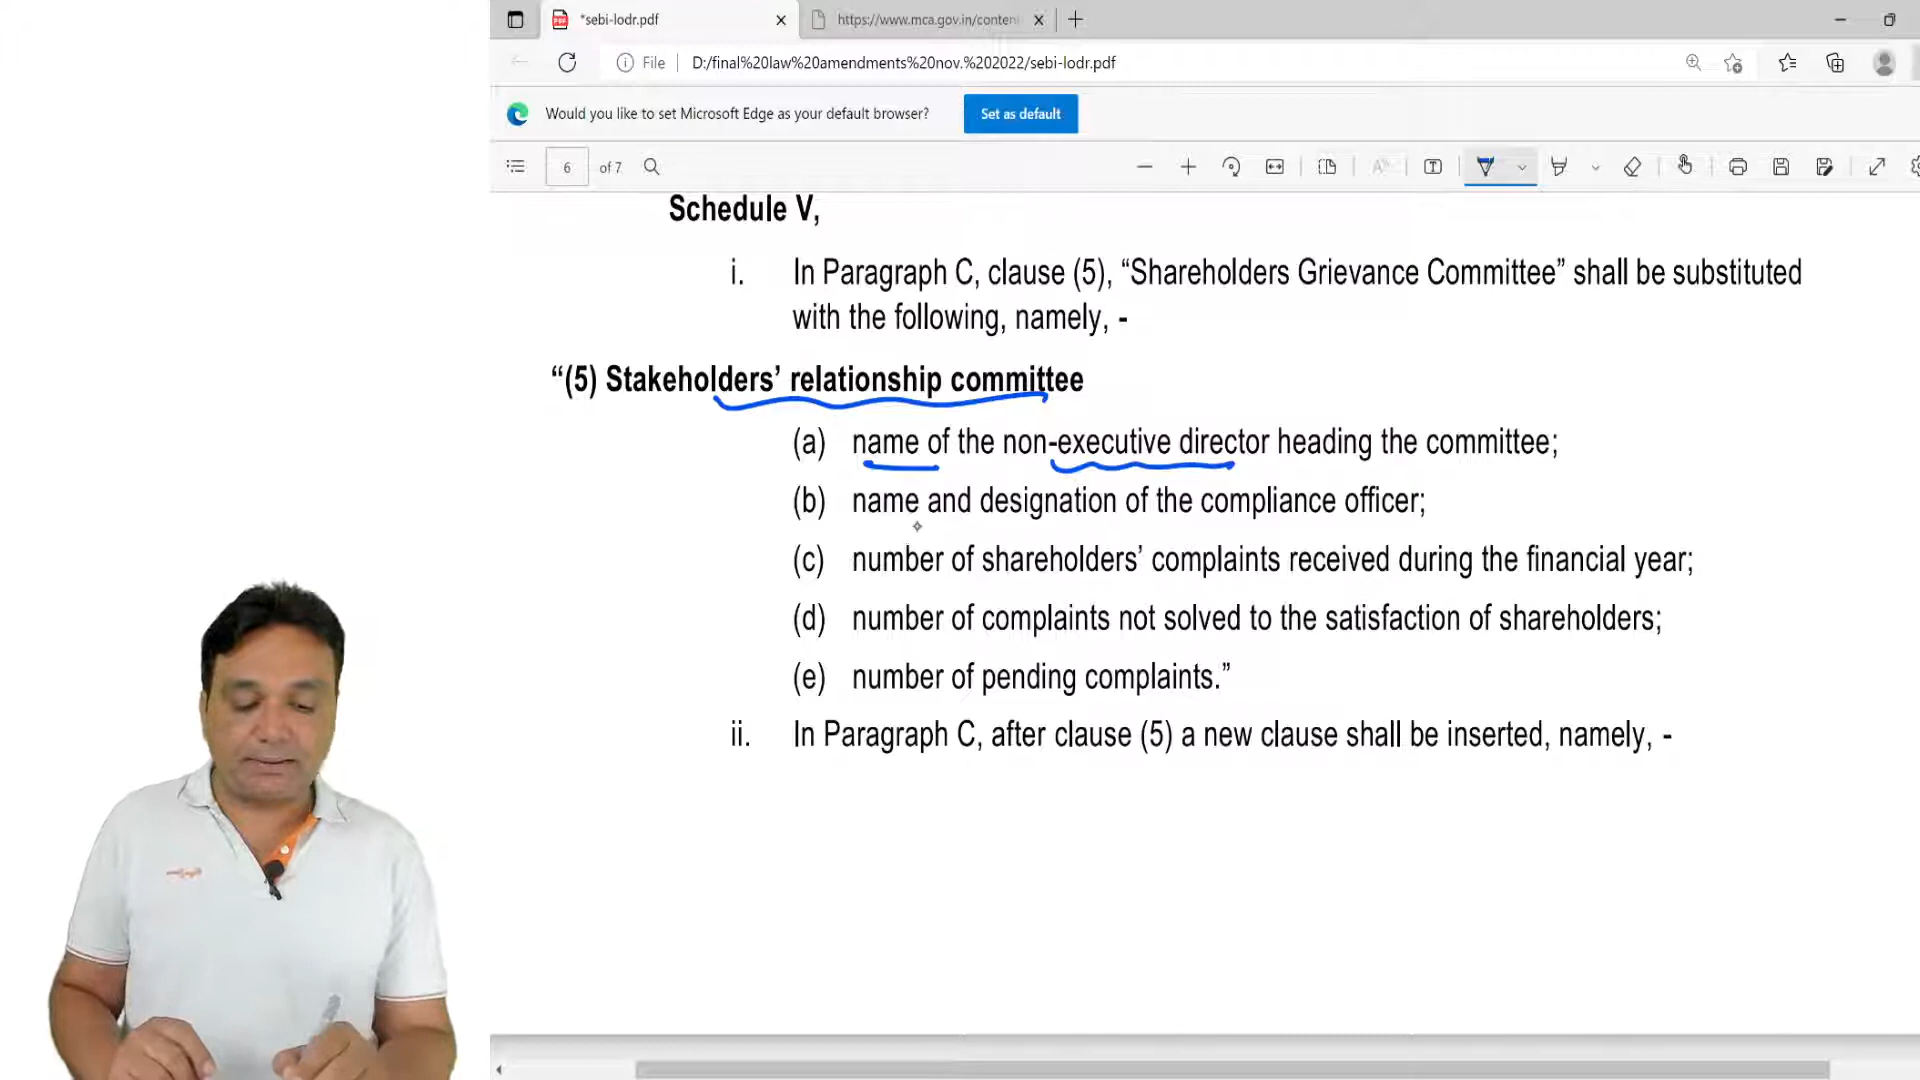 *sebi-lodr.pdf
https://www.mca.gov.in/conten
File
D:/final%20law%20amendments%20nov.%202022/sebi-lodr.pdf
Would you like to set Microsoft Edge as your default browser?
Set as default
6
of 7
Schedule V,
i. In Paragraph C, clause (5), “Shareholders Grievance Committee” shall be substituted
with the following, namely, -
“(5) Stakeholders’ relationship committee
(a) name of the non-executive director heading the committee;
(b) name and designation of the compliance officer;
(c) number of shareholders’ complaints received during the financial year;
(d) number of complaints not solved to the satisfaction of shareholders;
(e) number of pending complaints.”
ii. In Paragraph C, after clause (5) a new clause shall be inserted, namely, -